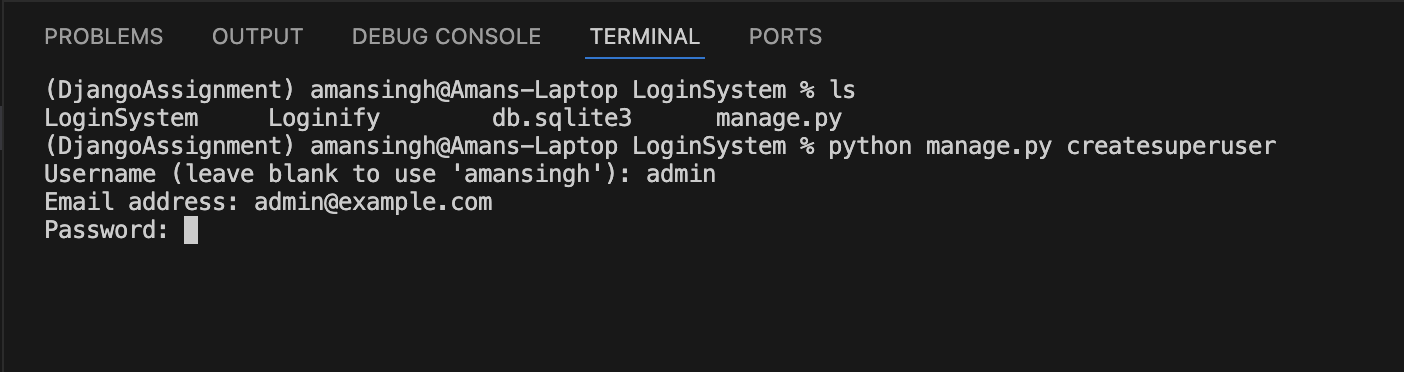 PROBLEMS OUTPUT DEBUG CONSOLE TERMINAL PORTS
(DjangoAssignment) amansingh@Amans-Laptop LoginSystem % ls
LoginSystem Loginify db.sqlite3 manage.py
(DjangoAssignment) amansingh@Amans-Laptop LoginSystem % python manage.py createsuperuser
Username (leave blank to use 'amansingh'): admin
Email address: admin@example.com
Password: